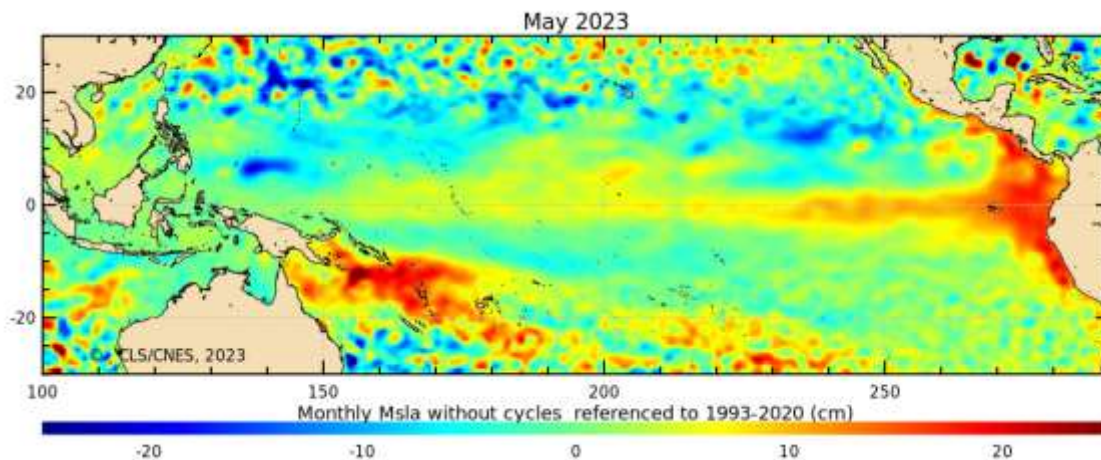 May 2023
20
0
-20
© CLS/CNES, 2023
100 150 200 250
Monthly Msla without cycles referenced to 1993-2020 (cm)
-20 -10 0 10 20